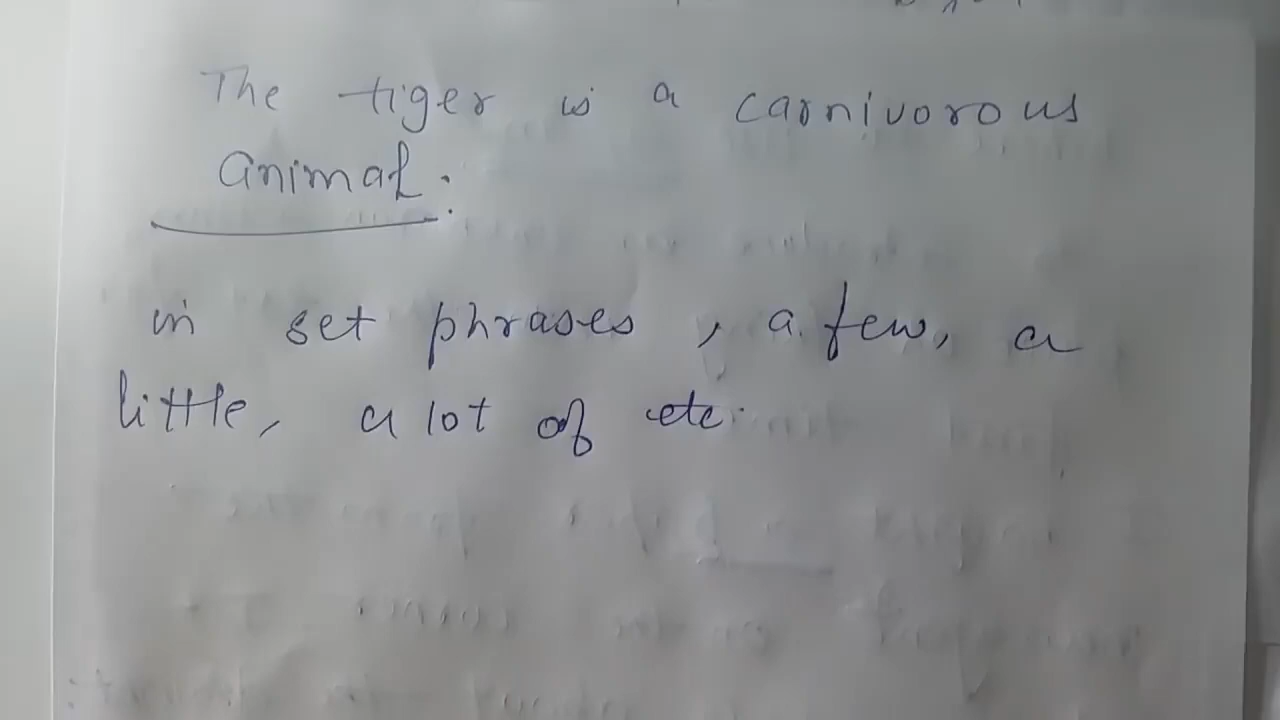 The tiger is a carnivorous
animal.
in set phrases, a few, a
little, a lot of etc.